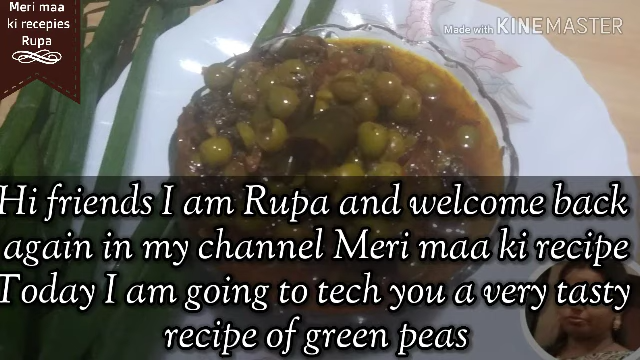 Meri maa
ki recepies
Rupa
Made with KINEMASTER
Hi friends I am Rupa and welcome back
again in my channel Meri maa ki recipe
Today I am going to tech you a very tasty
recipe of green peas